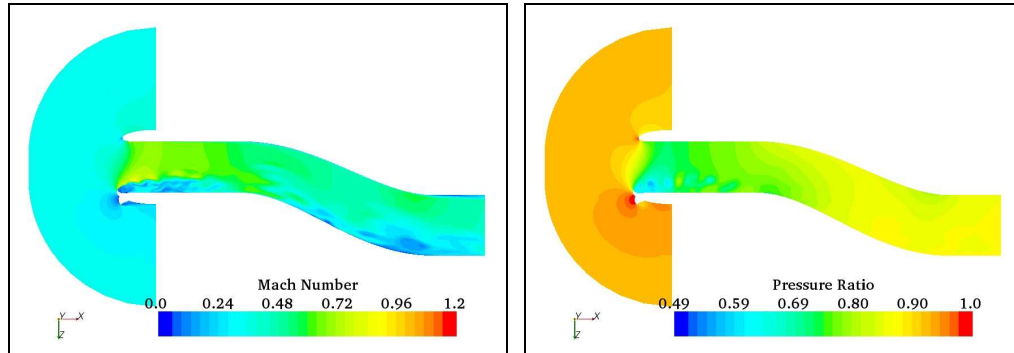 Mach Number
0.0 0.24 0.48 0.72 0.96 1.2
Y X
Z
Pressure Ratio
0.49 0.59 0.69 0.80 0.90 1.0
Y X
Z